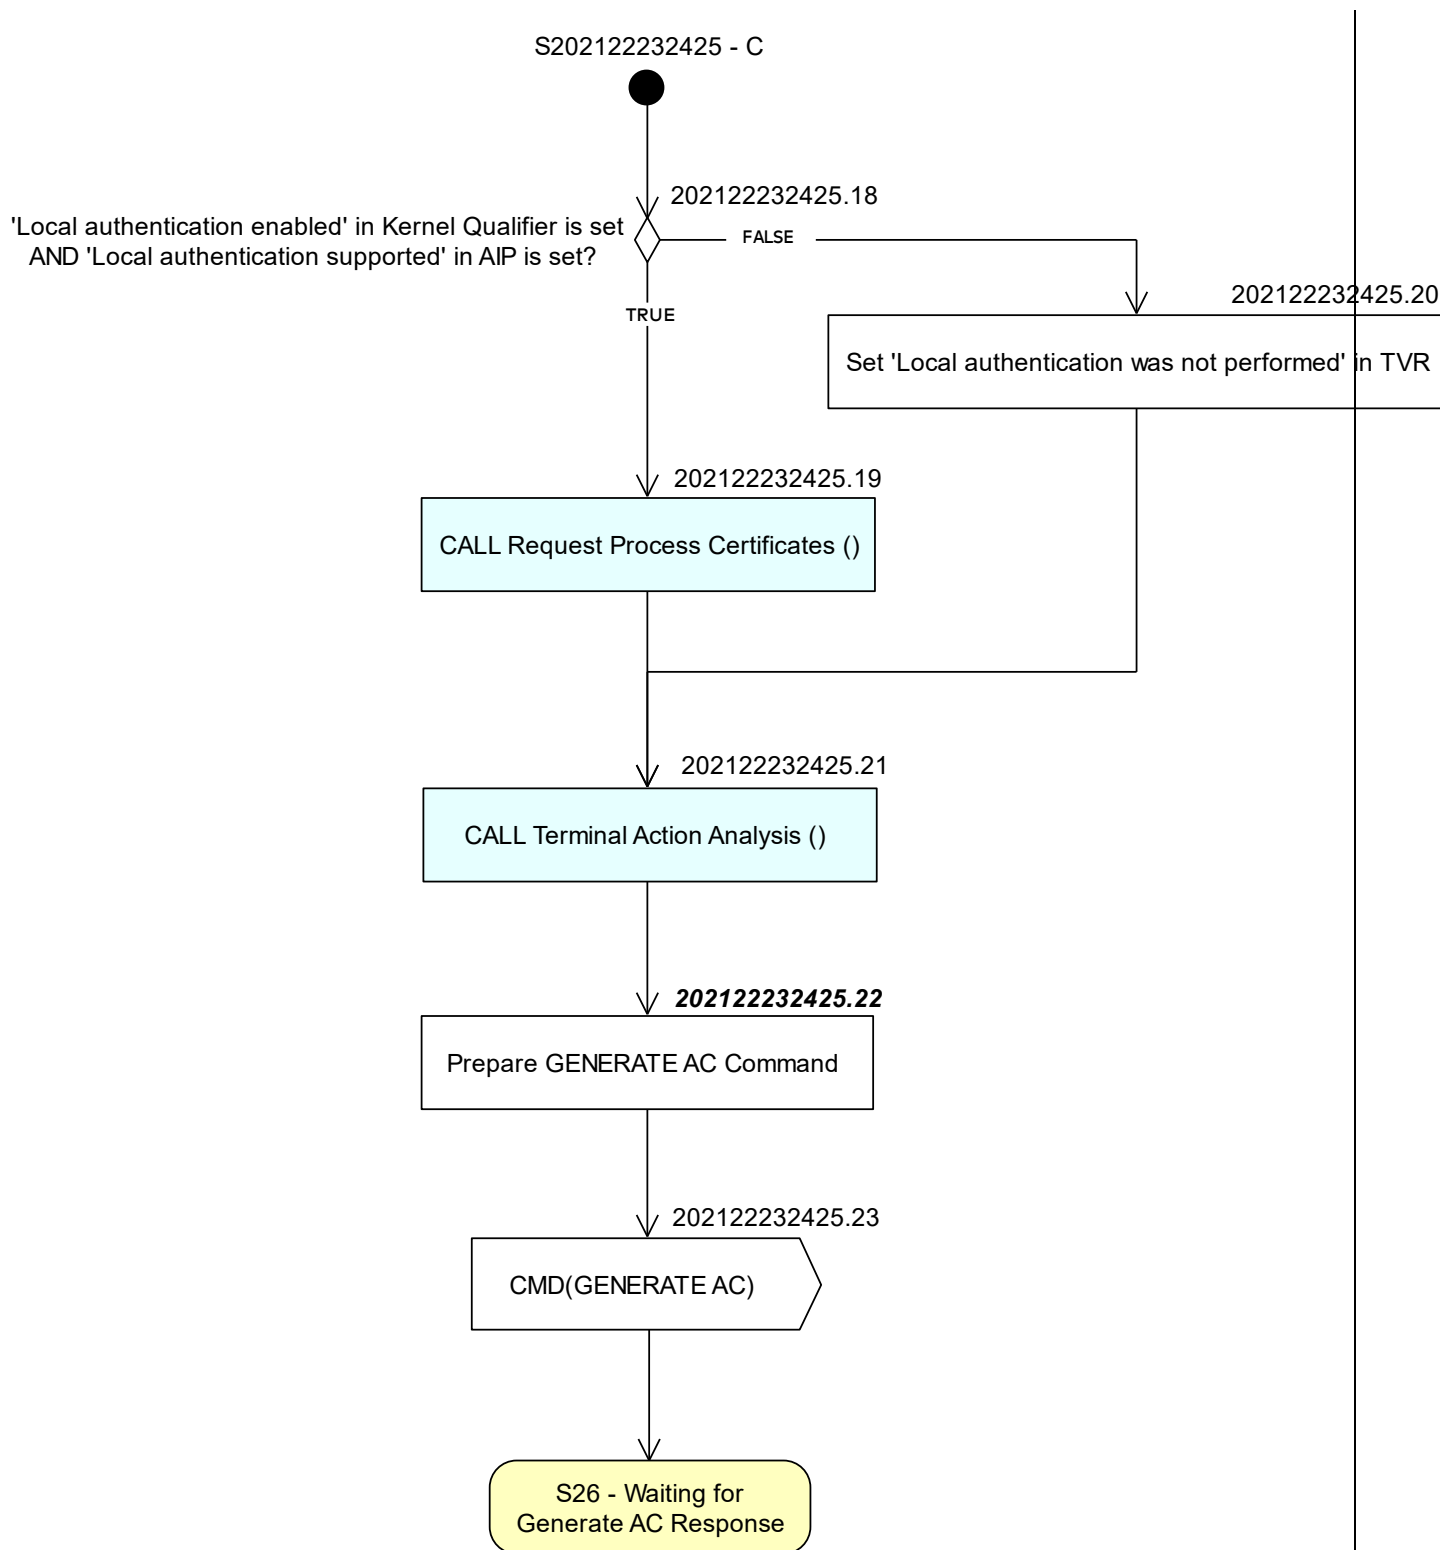 S202122232425 - C
202122232425.18
'Local authentication enabled' in Kernel Qualifier is set
AND 'Local authentication supported' in AIP is set?
FALSE
TRUE
202122232425.20
Set 'Local authentication was not performed' in TVR
202122232425.19
CALL Request Process Certificates ()
202122232425.21
CALL Terminal Action Analysis ()
202122232425.22
Prepare GENERATE AC Command
202122232425.23
CMD(GENERATE AC)
S26 - Waiting for
Generate AC Response